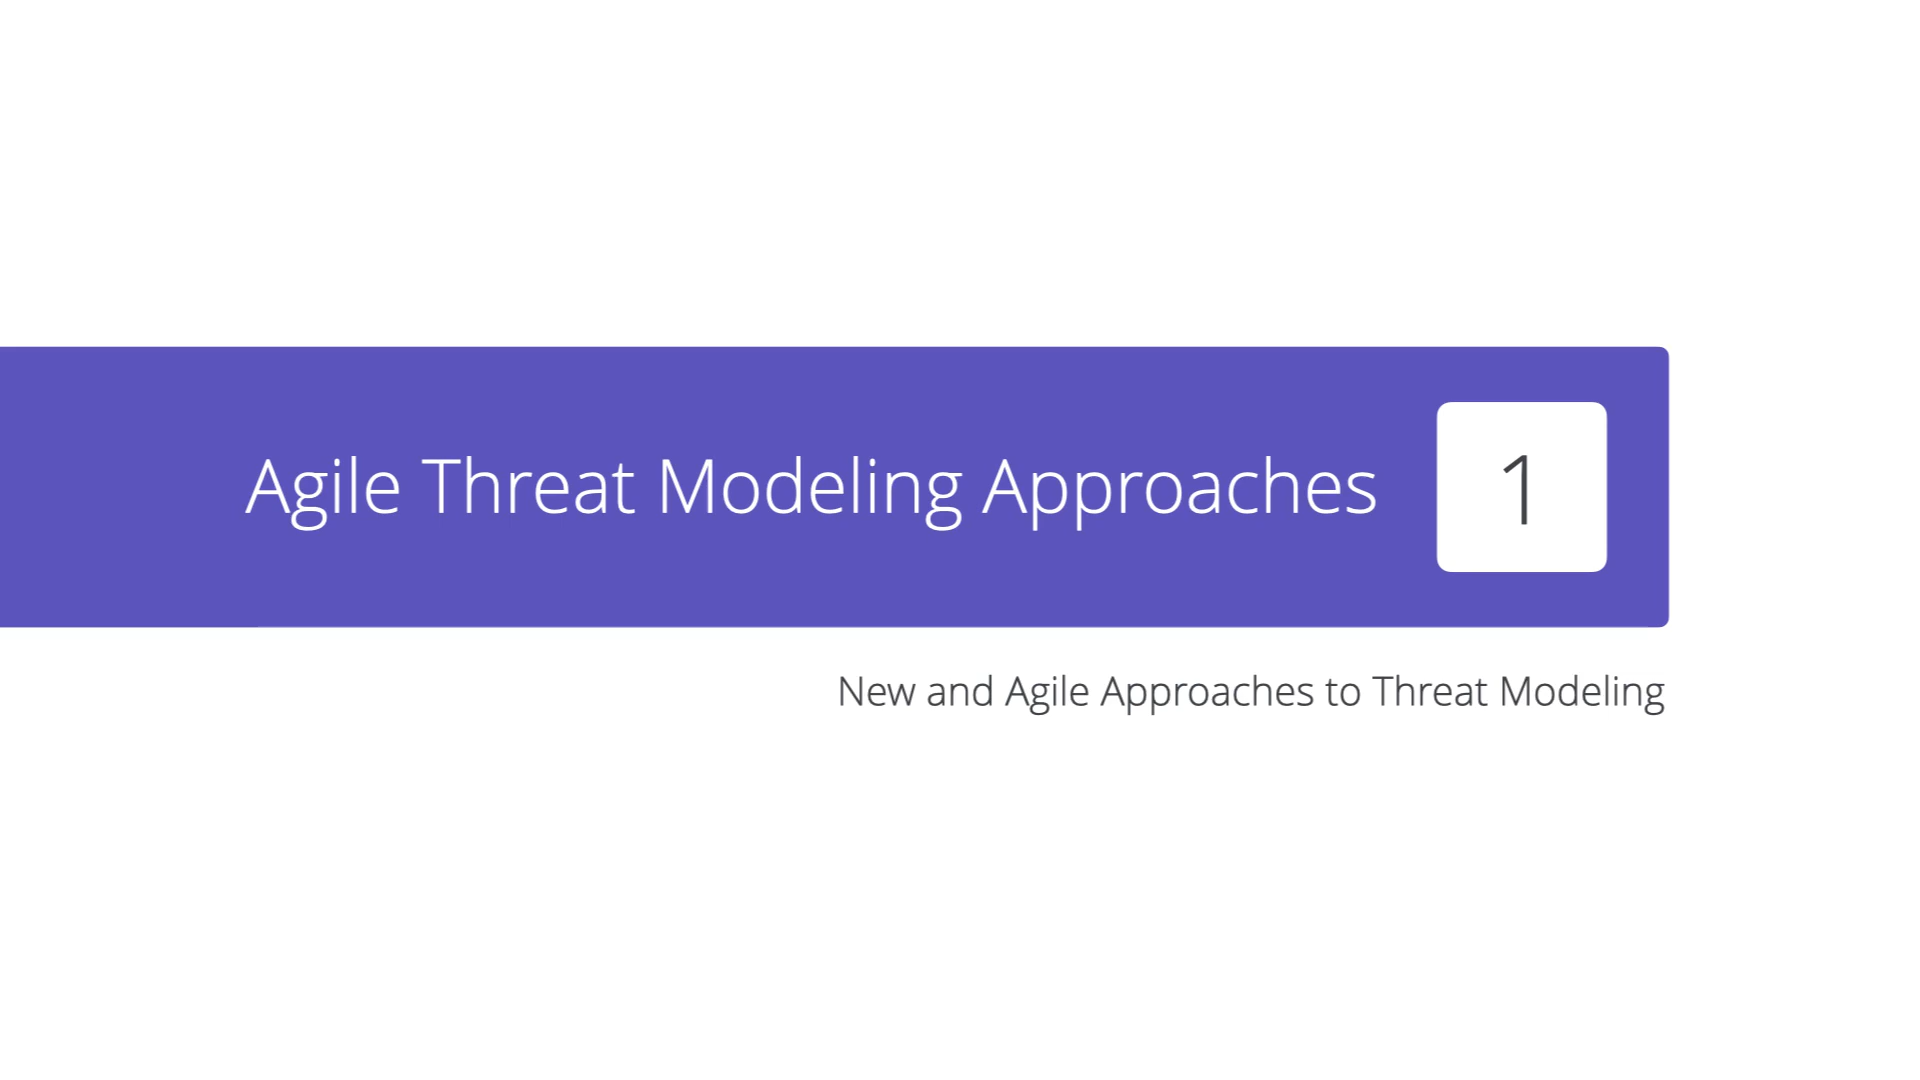 Agile Threat Modeling Approaches
1
New and Agile Approaches to Threat Modeling